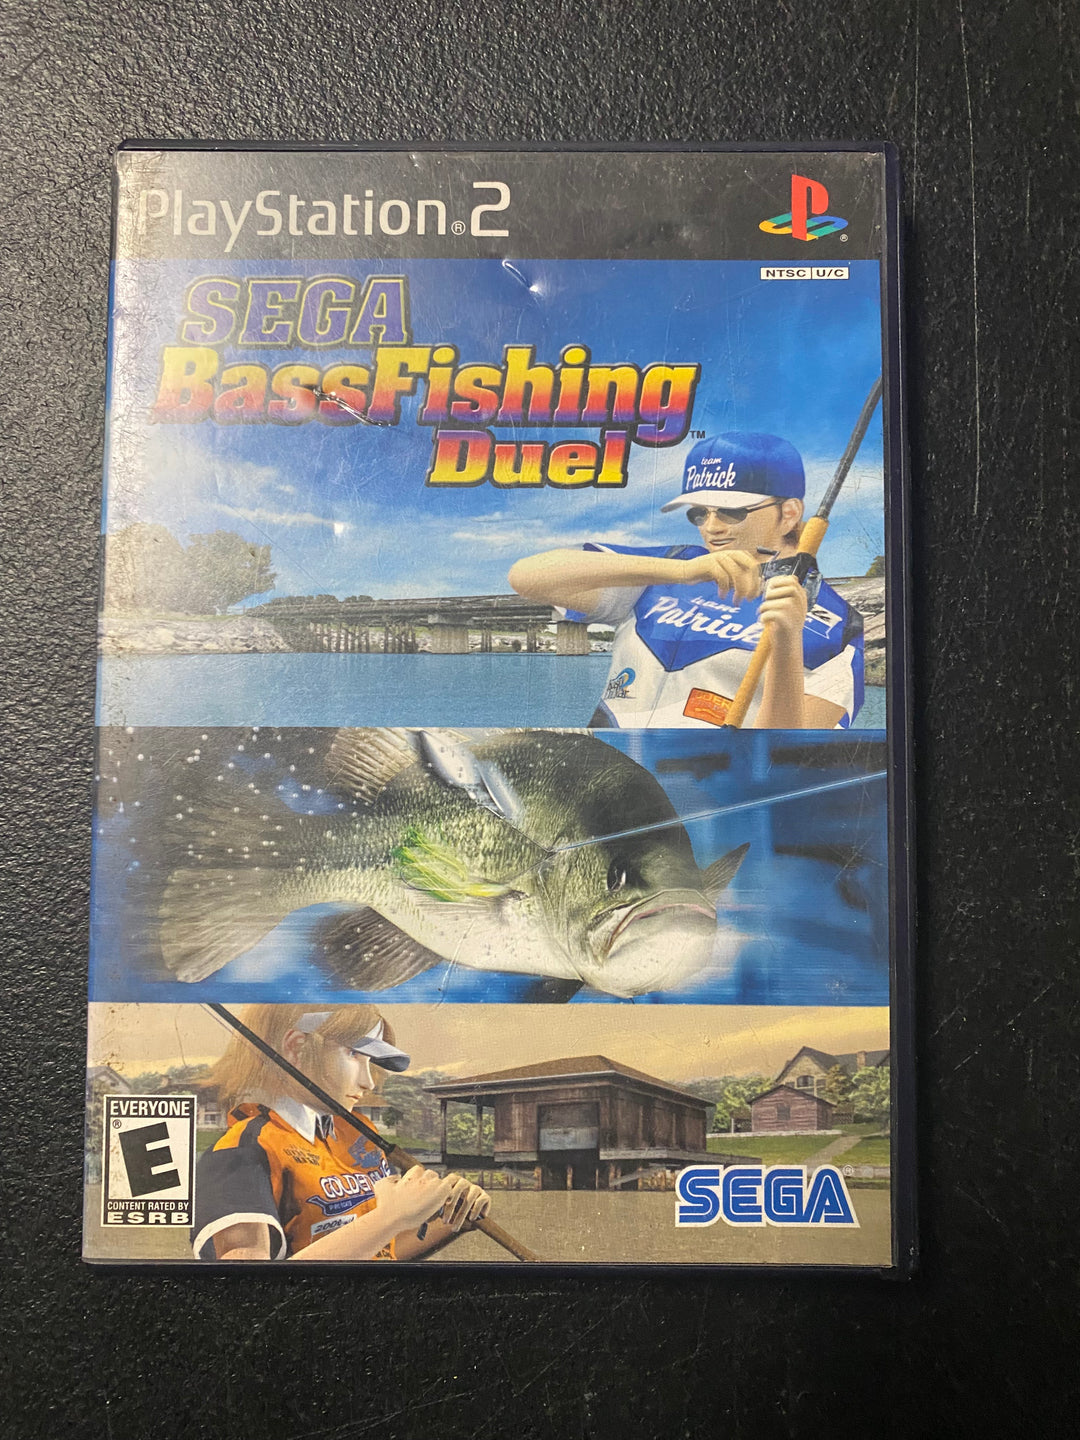 PlayStation®2
NTSC U/C
SEGA
BassFishing
Duel™
team
Patrick
team
Patrick
EVERYONE
E
®
CONTENT RATED BY
ESRB
SEGA®